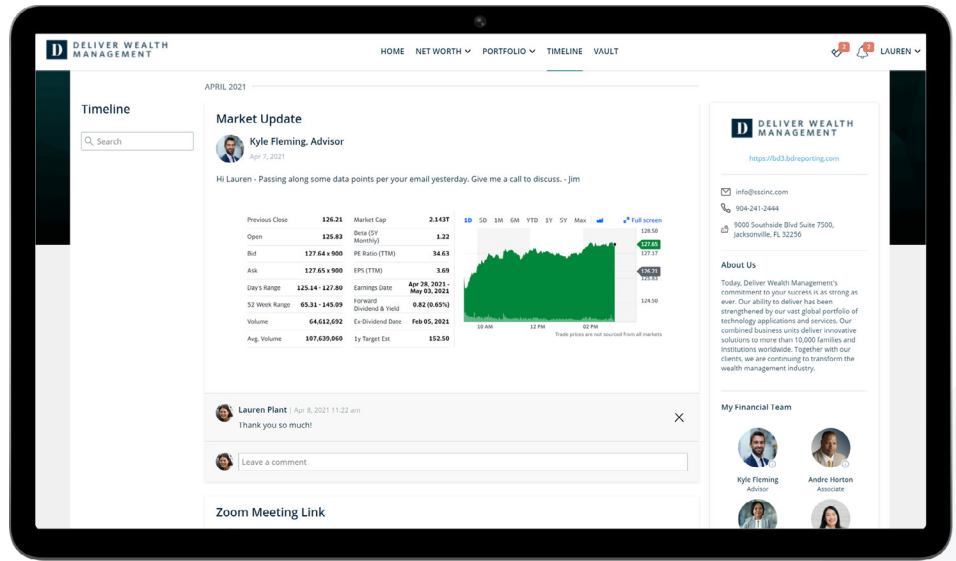 D DELIVER WEALTH
MANAGEMENT
HOME NET WORTH PORTFOLIO TIMELINE VAULT
2
LAUREN
Timeline
Search
APRIL 2021
Market Update
Kyle Fleming, Advisor
Apr 7, 2021
Hi Lauren - Passing along some data points per your email yesterday. Give me a call to discuss. - Jim
Previous Close 126.21 Market Cap 2.143T
Open 125.83 Beta (5Y
Monthly) 1.22
Bid 127.64 x 900 PE Ratio (TTM) 34.63
Ask 127.65 x 900 EPS (TTM) 3.69
Day's Range 125.14 - 127.80 Earnings Date Apr 28, 2021 -
May 03, 2021
52 Week Range 65.31 - 145.09 Forward
Dividend & Yield 0.82 (0.65%)
Volume 64,612,692 Ex-Dividend Date Feb 05, 2021
Avg. Volume 107,639,060 1y Target Est 152.50
1D 5D 1M 6M YTD 1Y 5Y Max Full screen
128.50
127.65
127.17
126.21
125.83
124.50
10 AM 12 PM 02 PM
Trade prices are not sourced from all markets
Lauren Plant | Apr 8, 2021 11:22 am
Thank you so much!
Leave a comment
Zoom Meeting Link
D DELIVER WEALTH
MANAGEMENT
https://bd3.bdreporting.com
info@sscinc.com
904-241-2444
9000 Southside Blvd Suite 7500,
Jacksonville, FL 32256
About Us
Today, Deliver Wealth Management's
commitment to your success is as strong as
ever. Our ability to deliver has been
strengthened by our vast global portfolio of
technology applications and services. Our
combined business units deliver innovative
solutions to more than 10,000 families and
institutions worldwide. Together with our
clients, we are continuing to transform the
wealth management industry.
My Financial Team
Kyle Fleming
Advisor
Andre Horton
Associate